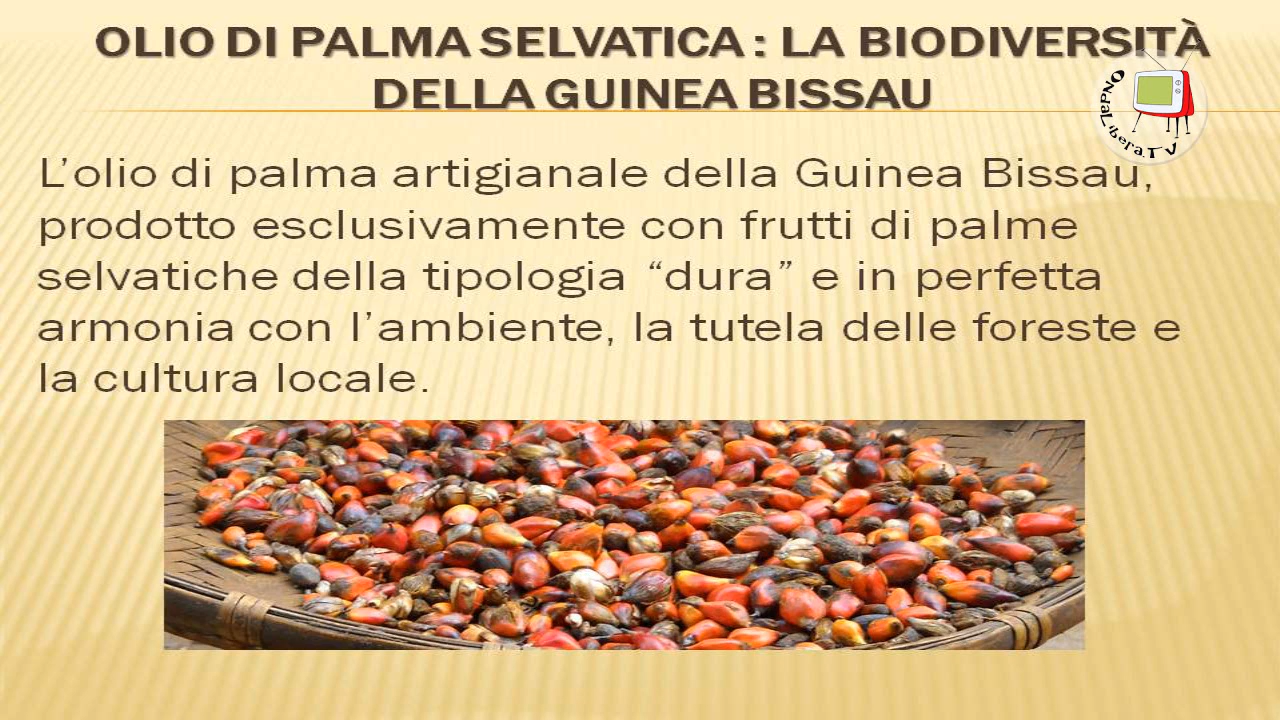 OLIO DI PALMA SELVATICA : LA BIODIVERSITÀ
DELLA GUINEA BISSAU
OndaLiberaTV
L’olio di palma artigianale della Guinea Bissau,
prodotto esclusivamente con frutti di palme
selvatiche della tipologia “dura” e in perfetta
armonia con l’ambiente, la tutela delle foreste e
la cultura locale.